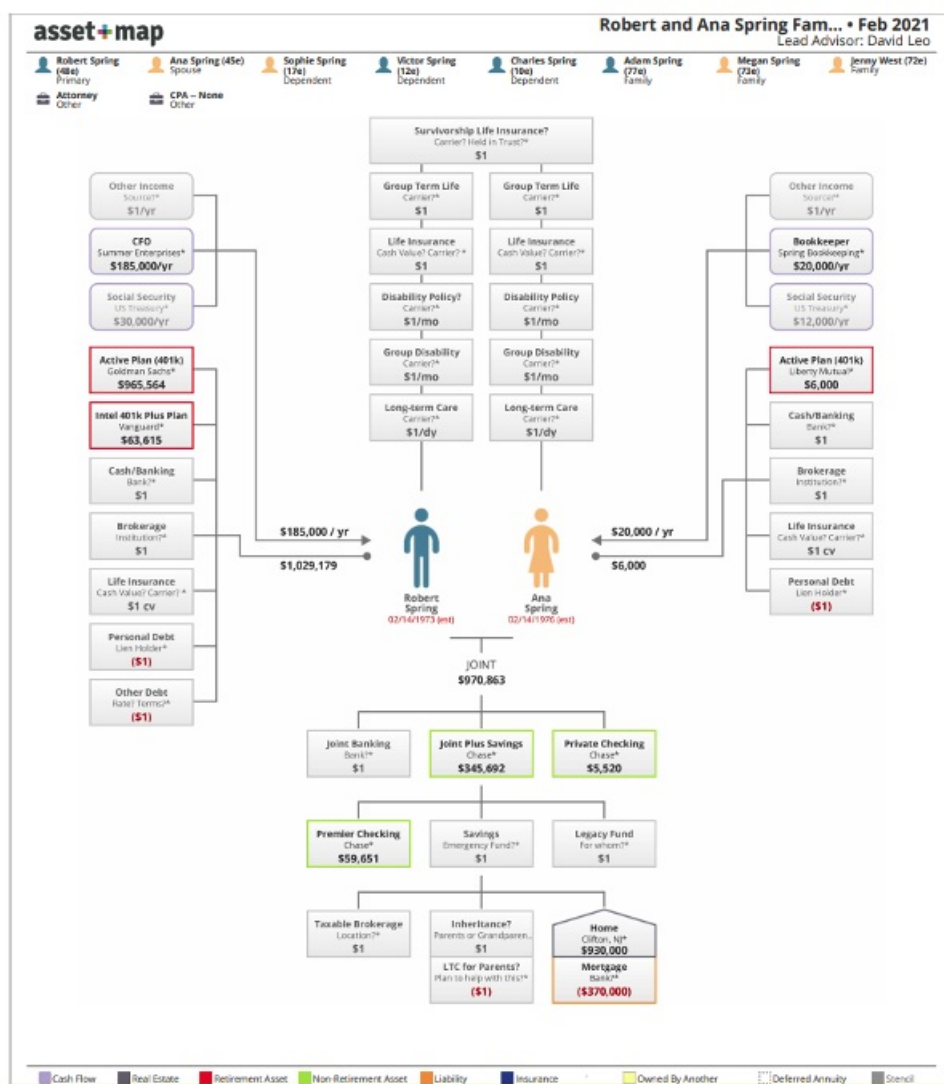 asset+map
Robert and Ana Spring Fam... • Feb 2021
Lead Advisor: David Leo
Robert Spring
(48e)
Primary
Ana Spring (45e)
Spouse
Sophie Spring
(17e)
Dependent
Victor Spring
(12e)
Dependent
Charles Spring
(10e)
Dependent
Adam Spring
(77e)
Family
Megan Spring
(73e)
Family
Jenny West (72e)
Family
Attorney
Other
CPA – None
Other
Survivorship Life Insurance?
Carrier? Held in Trust?*
$1
Other Income
Source?*
$1/yr
CFO
Summer Enterprises*
$185,000/yr
Social Security
US Treasury*
$30,000/yr
Active Plan (401k)
Goldman Sachs*
$965,564
Intel 401k Plus Plan
Vanguard*
$63,615
Cash/Banking
Bank?*
$1
Brokerage
Institution?*
$1
Life Insurance
Cash Value? Carrier? *
$1 cv
Personal Debt
Lien Holder*
($1)
Other Debt
Rate? Terms?*
($1)
Group Term Life
Carrier?*
$1
Life Insurance
Cash Value? Carrier? *
$1
Disability Policy?
Carrier?*
$1/mo
Group Disability
Carrier?*
$1/mo
Long-term Care
Carrier?*
$1/dy
Group Term Life
Carrier?*
$1
Life Insurance
Cash Value? Carrier?*
$1
Disability Policy
Carrier?*
$1/mo
Group Disability
Carrier?*
$1/mo
Long-term Care
Carrier?*
$1/dy
Other Income
Source?*
$1/yr
Bookkeeper
Spring Bookkeeping*
$20,000/yr
Social Security
US Treasury*
$12,000/yr
Active Plan (401k)
Liberty Mutual?*
$6,000
Cash/Banking
Bank?*
$1
Brokerage
Institution?*
$1
Life Insurance
Cash Value? Carrier?*
$1 cv
Personal Debt
Lien Holder*
($1)
$185,000 / yr
$1,029,179
$20,000 / yr
$6,000
Robert
Spring
02/14/1973 (est)
Ana
Spring
02/14/1976 (est)
JOINT
$970,863
Joint Banking
Bank?*
$1
Joint Plus Savings
Chase*
$345,692
Private Checking
Chase*
$5,520
Premier Checking
Chase*
$59,651
Savings
Emergency Fund?*
$1
Legacy Fund
For whom?*
$1
Taxable Brokerage
Location?*
$1
Inheritance?
Parents or Grandparen...
$1
LTC for Parents?
Plan to help with this?*
($1)
Home
Clifton, NJ*
$930,000
Mortgage
Bank?*
($370,000)
Cash Flow
Real Estate
Retirement Asset
Non-Retirement Asset
Liability
Insurance
Owned By Another
Deferred Annuity
Stencil